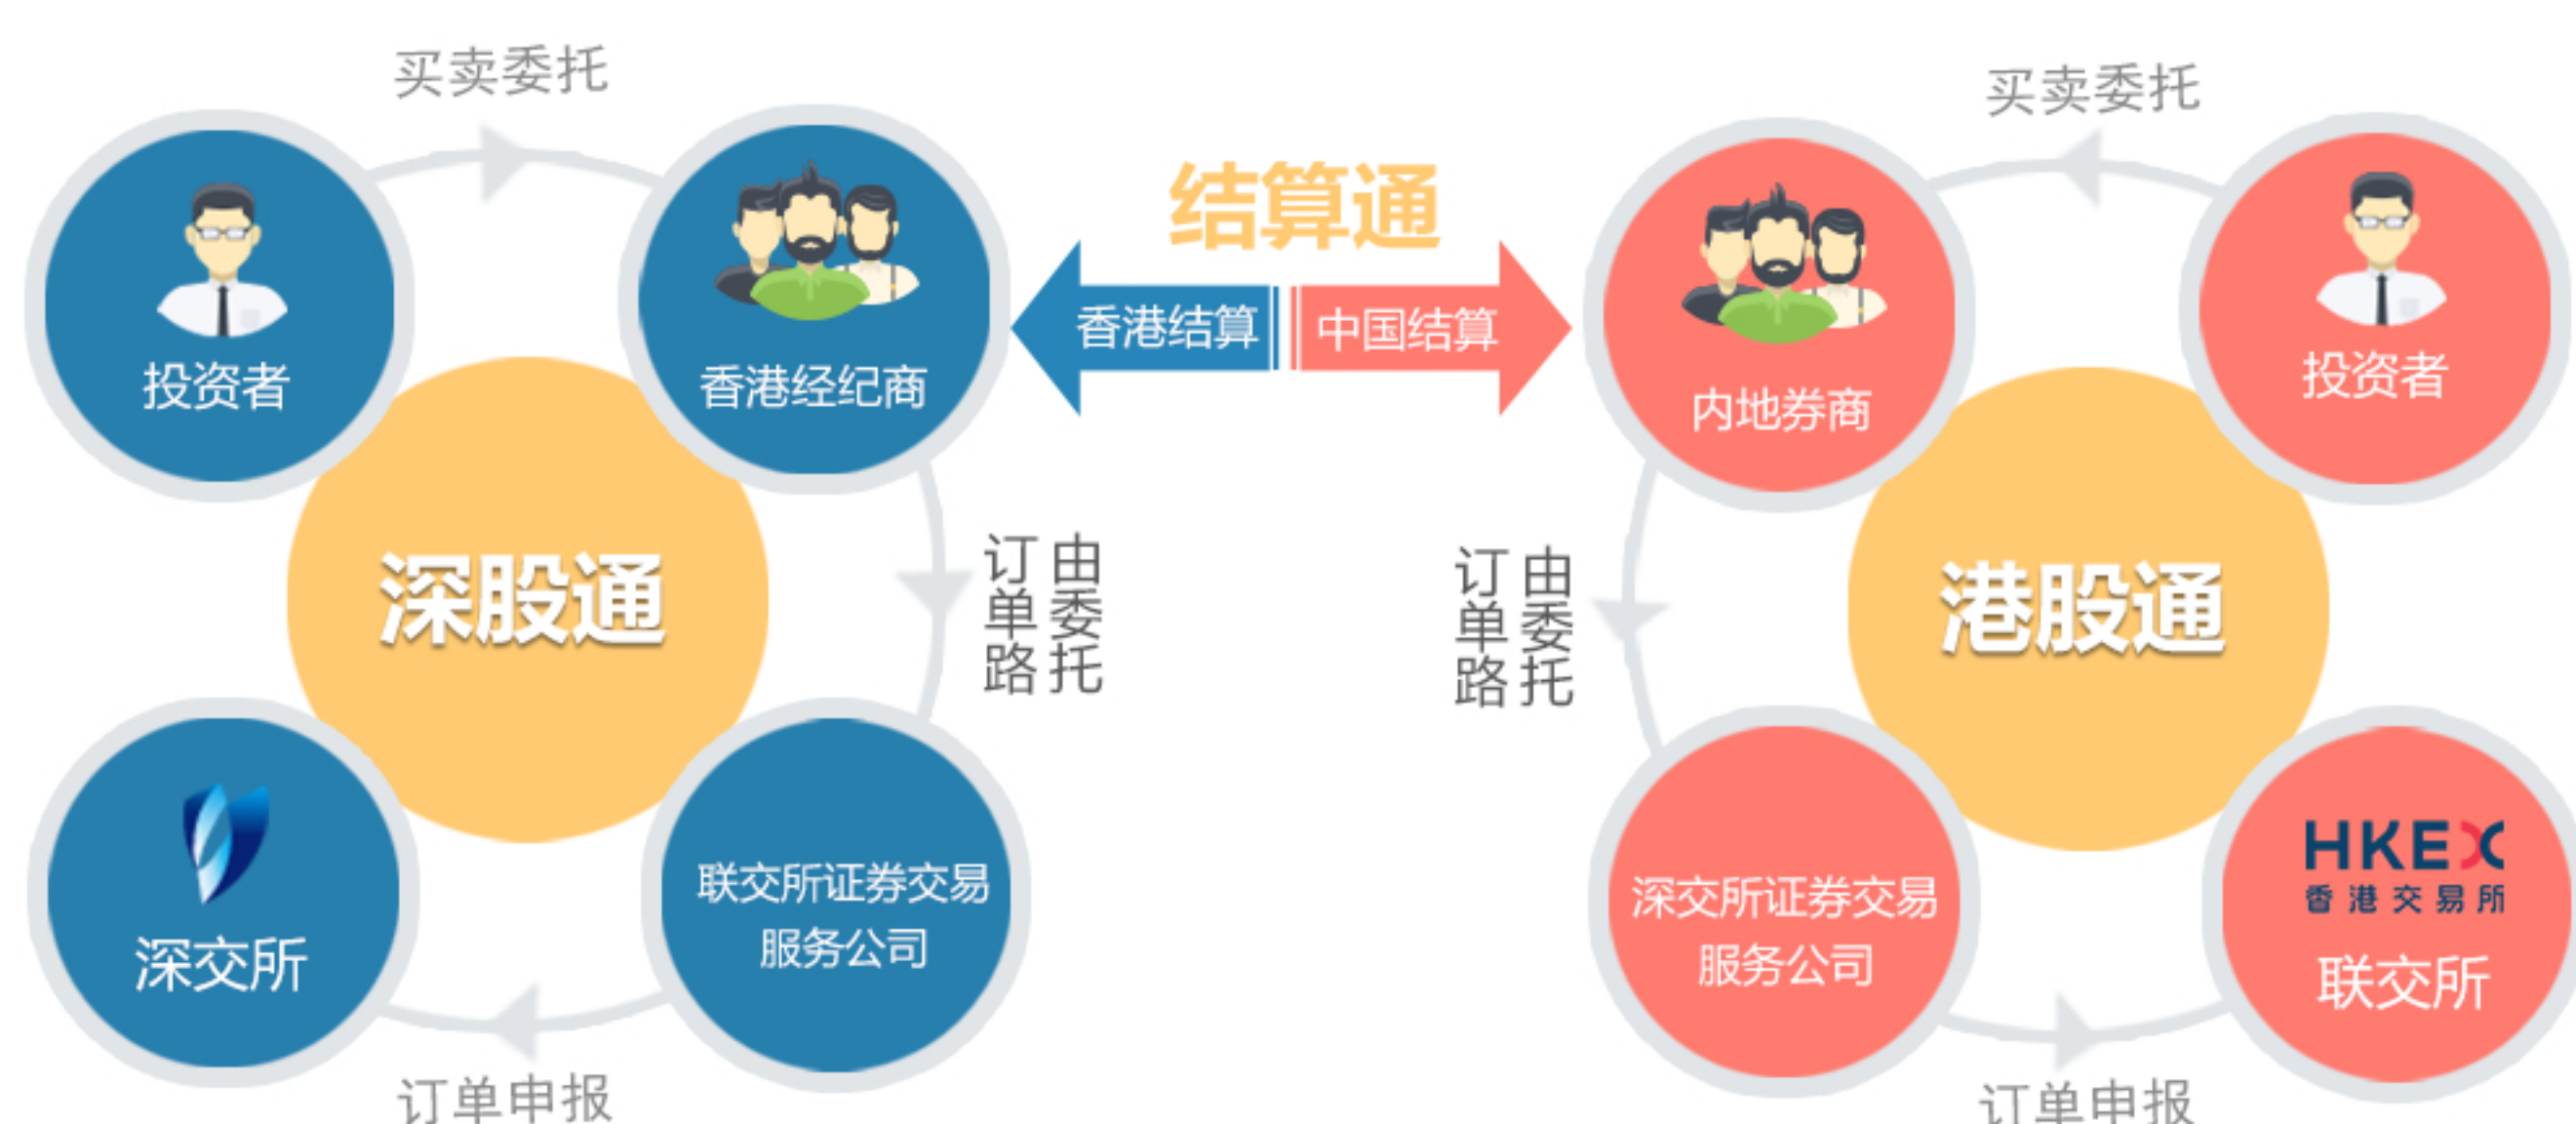 买卖委托
投资者
香港经纪商
深股通
订单路
由委托
深交所
联交所证券交易
服务公司
订单申报
结算通
香港结算
中国结算
买卖委托
内地券商
投资者
港股通
订单路
由委托
深交所证券交易
服务公司
HKEX
香港交易所
联交所
订单申报